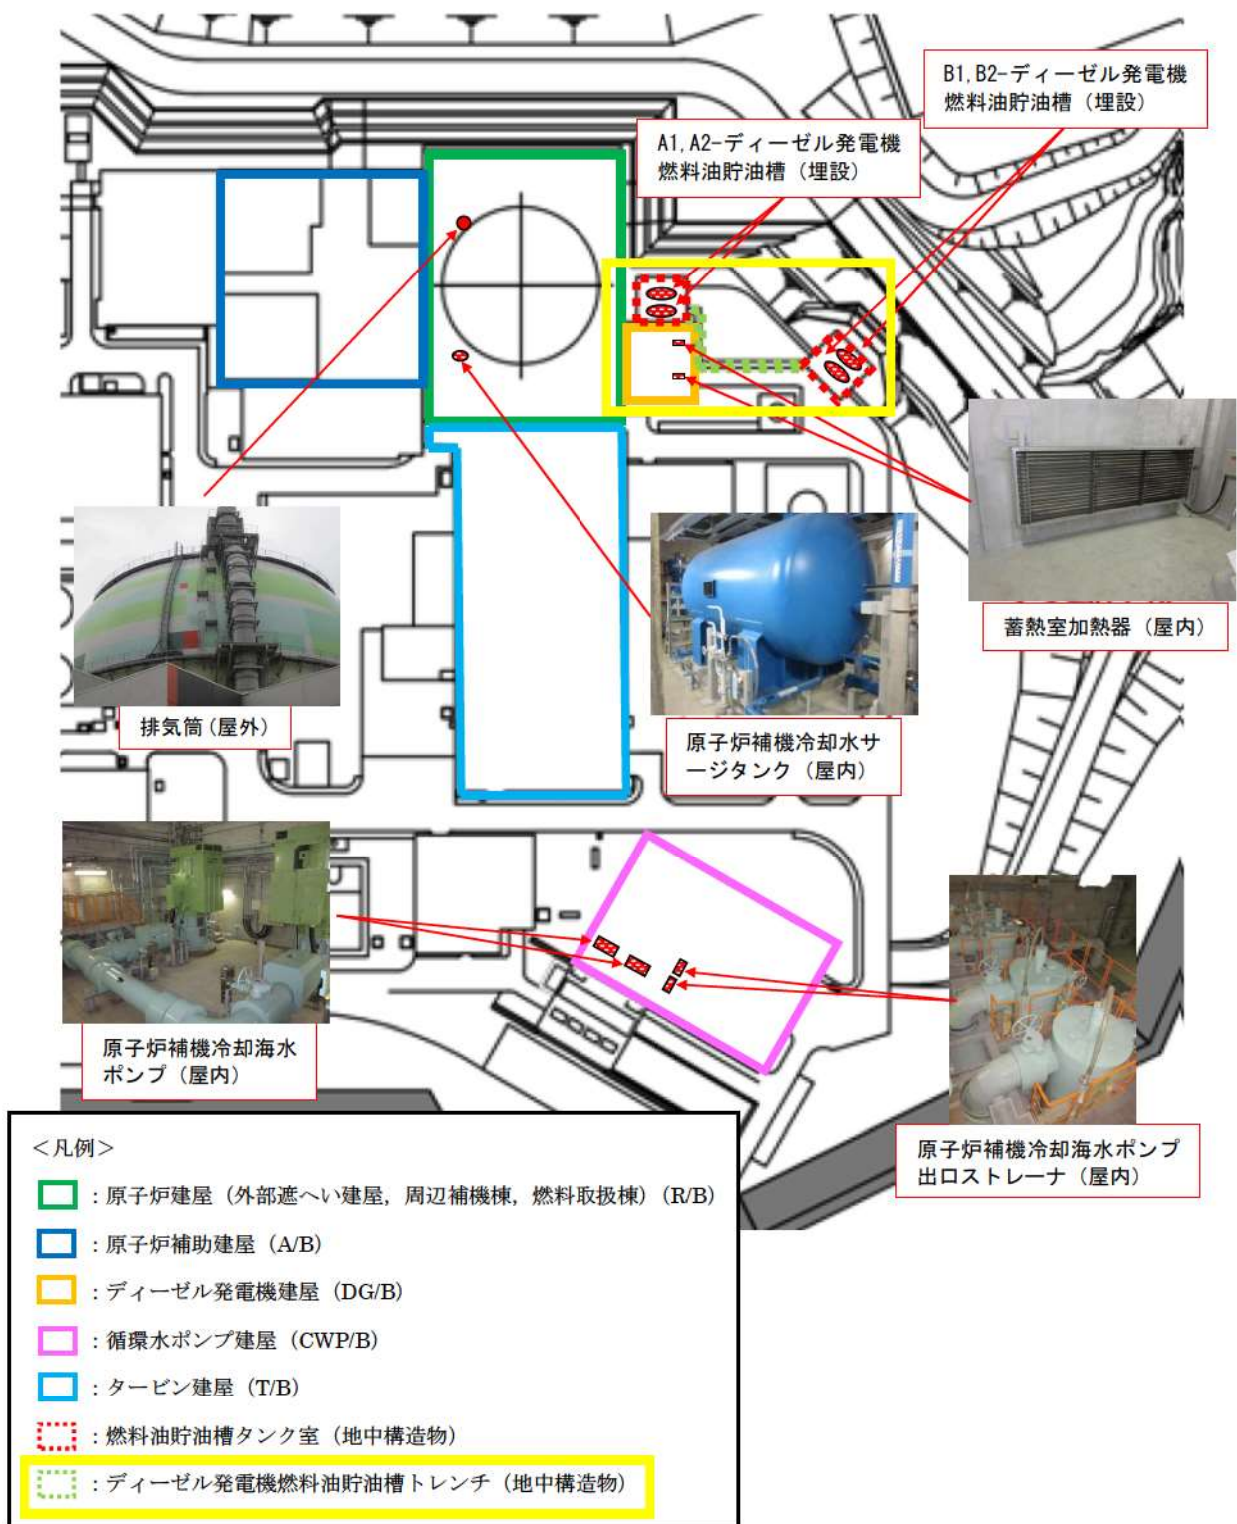 B1,B2-ディーゼル発電機
燃料油貯油槽（埋設）
A1,A2-ディーゼル発電機
燃料油貯油槽（埋設）
蓄熱室加熱器（屋内）
排気筒(屋外)
原子炉補機冷却水サ
ージタンク（屋内）
原子炉補機冷却海水
ポンプ（屋内）
原子炉補機冷却海水ポンプ
出口ストレーナ（屋内）
＜凡例＞
：原子炉建屋（外部遮へい建屋，周辺補機棟，燃料取扱棟）(R/B)
：原子炉補助建屋（A/B）
：ディーゼル発電機建屋（DG/B）
：循環水ポンプ建屋（CWP/B）
：タービン建屋（T/B）
：燃料油貯油槽タンク室（地中構造物）
：ディーゼル発電機燃料油貯油槽トレンチ（地中構造物）